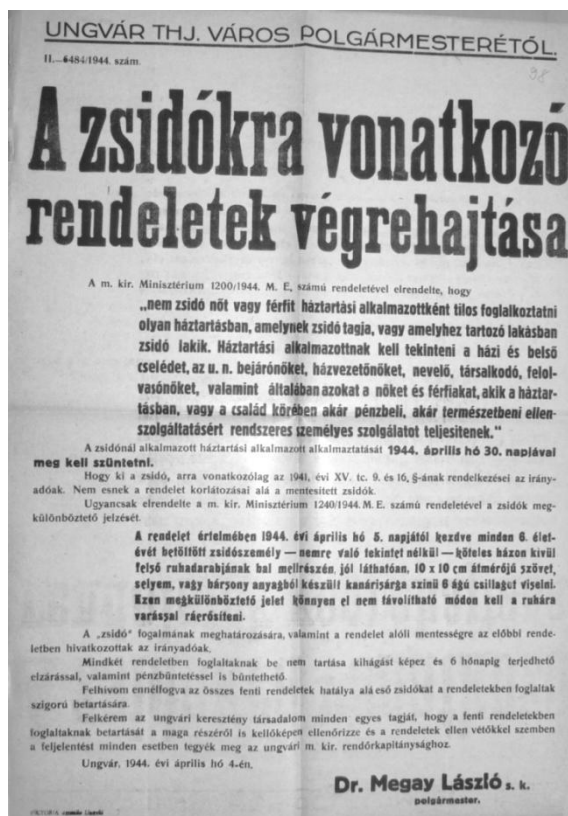 UNGVÁR THJ. VÁROS POLGÁRMESTERÉTŐL.
II.—6484/1944. szám.
98
A zsidókra vonatkozó
rendeletek végrehajtása
A m. kir. Minisztérium 1200/1944. M. E. számú rendeletével elrendelte, hogy
„nem zsidó nőt vagy férfit háztartási alkalmazottként tilos foglalkoztatni
olyan háztartásban, amelynek zsidó tagja, vagy amelyhez tartozó lakásban
zsidó lakik. Háztartási alkalmazottnak kell tekinteni a házi és belső
cselédet, az u. n. bejárónőket, házvezetőnőket, nevelő, társalkodó, felol-
vasónőket, valamint általában azokat a nőket és férfiakat, akik a háztar-
tásban, vagy a család körében akár pénzbeli, akár természetbeni ellen-
szolgáltatásért rendszeres személyes szolgálatot teljesitenek."
A zsidónál alkalmazott háztartási alkalmazott alkalmaztatását 1944. április hó 30. napjával
meg kell szüntetni.
Hogy ki a zsidó, arra vonatkozólag az 1941. évi XV. tc. 9. és 16. §-ának rendelkezései az irány-
adóak. Nem esnek a rendelet korlátozásai alá a mentesitett zsidók.
Ugyancsak elrendelte a m. kir. Minisztérium 1240/1944. M. E. számú rendeletével a zsidók meg-
különböztető jelzését.
A rendelet értelmében 1944. évi április hó 5. napjától kezdve minden 6. élet-
évét betöltött zsidószemély — nemre való tekintet nélkül — köteles házon kívül
felső ruhadarabjának bal mellrészén, jól láthatóan, 10 x 10 cm átmérőjű szövet,
selyem, vagy bársony anyagból készült kanárisárga szinű 6 ágú csillagot viselni.
Ezen megkülönböztető jelet könnyen el nem távolítható módon kell a ruhára
varással ráerősíteni.
A „zsidó" fogalmának meghatározására, valamint a rendelet alóli mentességre az előbbi rende-
letben hivatkozottak az irányadóak.
Mindkét rendeletben foglaltaknak be nem tartása kihágást képez és 6 hónapig terjedhető
elzárással, valamint pénzbüntetéssel is büntethető.
Felhivom ennélfogva az összes fenti rendeletek hatálya alá eső zsidókat a rendeletekben foglaltak
szigorú betartására.
Felkérem az ungvári keresztény társadalom minden egyes tagját, hogy a fenti rendeletekben
foglaltaknak betartását a maga részéről is kellőképen ellenőrizze és a rendeletek ellen vétőkkel szemben
a feljelentést minden esetben tegyék meg az ungvári m. kir. rendőrkapitánysághoz.
Ungvár, 1944. évi április hó 4-én.
Dr. Megay László s. k.
polgármester.